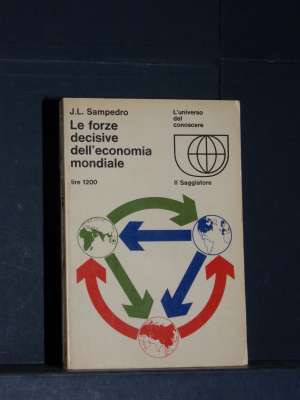 J.L. Sampedro
Le forze
decisive
dell'economia
mondiale
lire 1200
L'universo
del
conoscere
Il Saggiatore